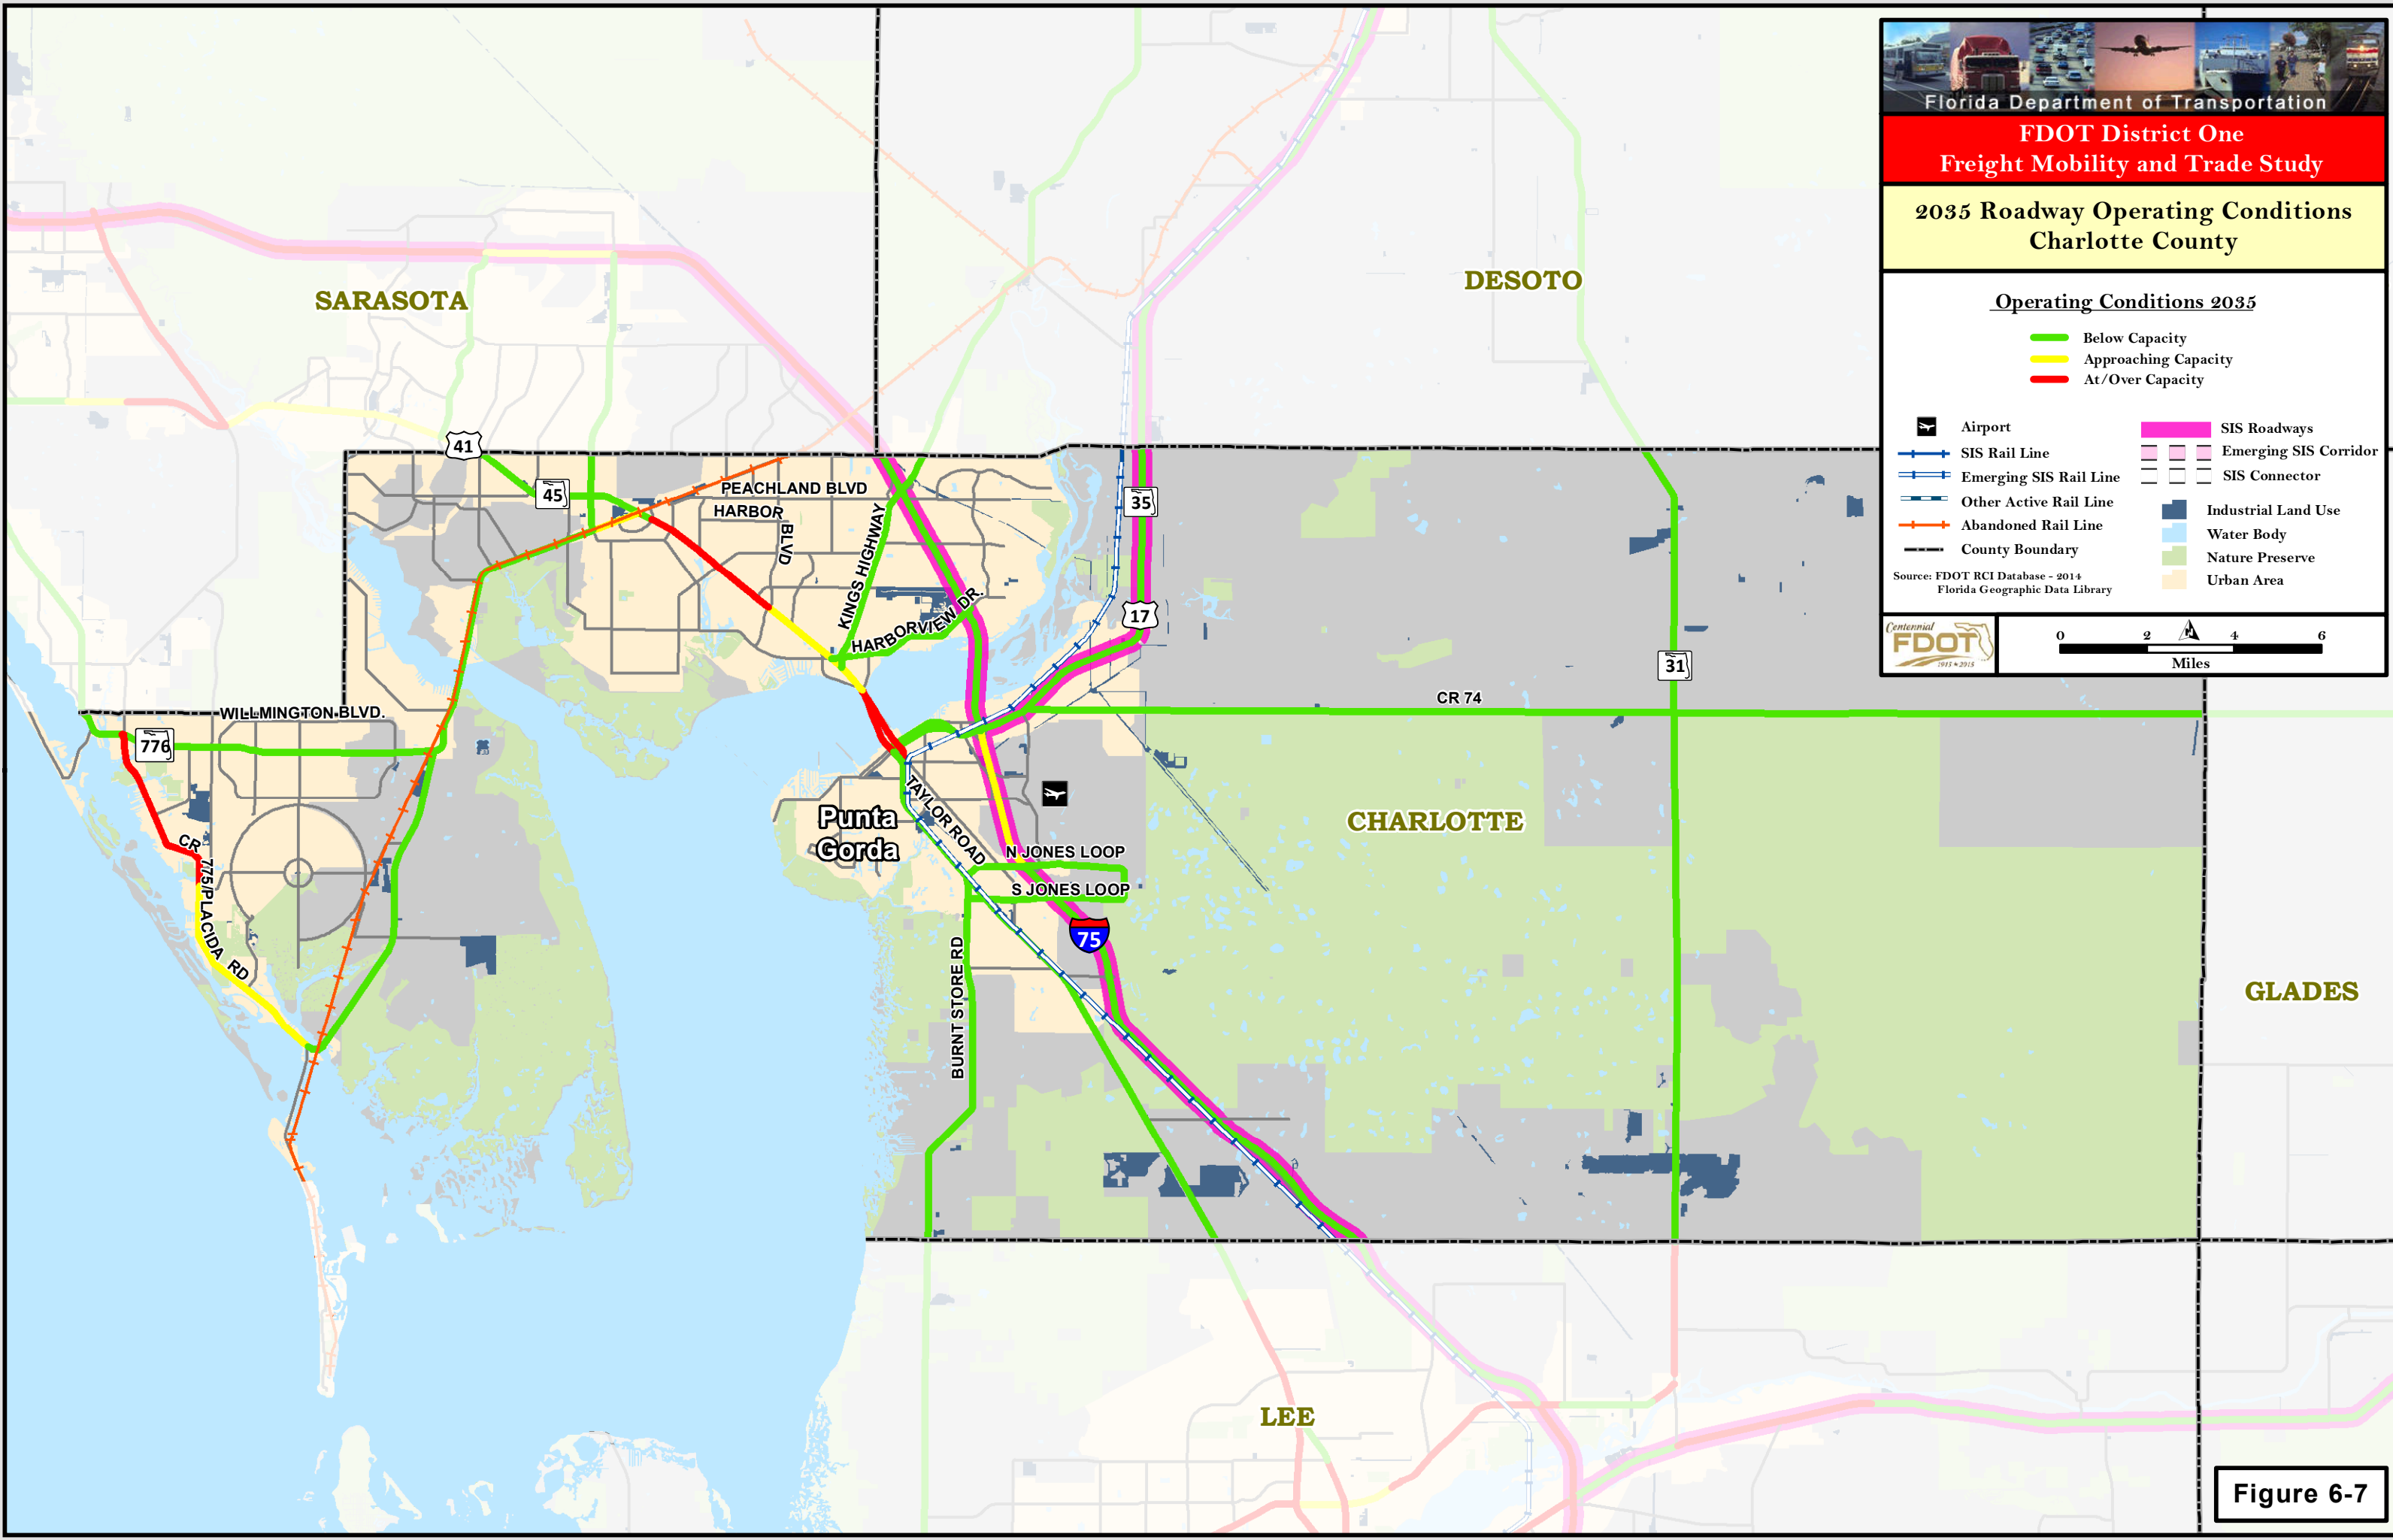 Florida Department of Transportation
FDOT District One
Freight Mobility and Trade Study
2035 Roadway Operating Conditions
Charlotte County
Operating Conditions 2035
Below Capacity
Approaching Capacity
At/Over Capacity
Airport
SIS Rail Line
Emerging SIS Rail Line
Other Active Rail Line
Abandoned Rail Line
County Boundary
SIS Roadways
Emerging SIS Corridor
SIS Connector
Industrial Land Use
Water Body
Nature Preserve
Urban Area
Source: FDOT RCI Database - 2014
Florida Geographic Data Library
Centennial
FDOT
1915 * 2015
0 2 4 6
Miles
N
SARASOTA
DESOTO
41
45
PEACHLAND BLVD
HARBOR
BLVD
KINGS HIGHWAY
HARBORVIEW DR.
35
17
31
CR 74
WILLMINGTON BLVD.
776
CR 775/PLACIDA RD
Punta
Gorda
TAYLOR ROAD
N JONES LOOP
S JONES LOOP
75
BURNT STORE RD
CHARLOTTE
GLADES
LEE
Figure 6-7